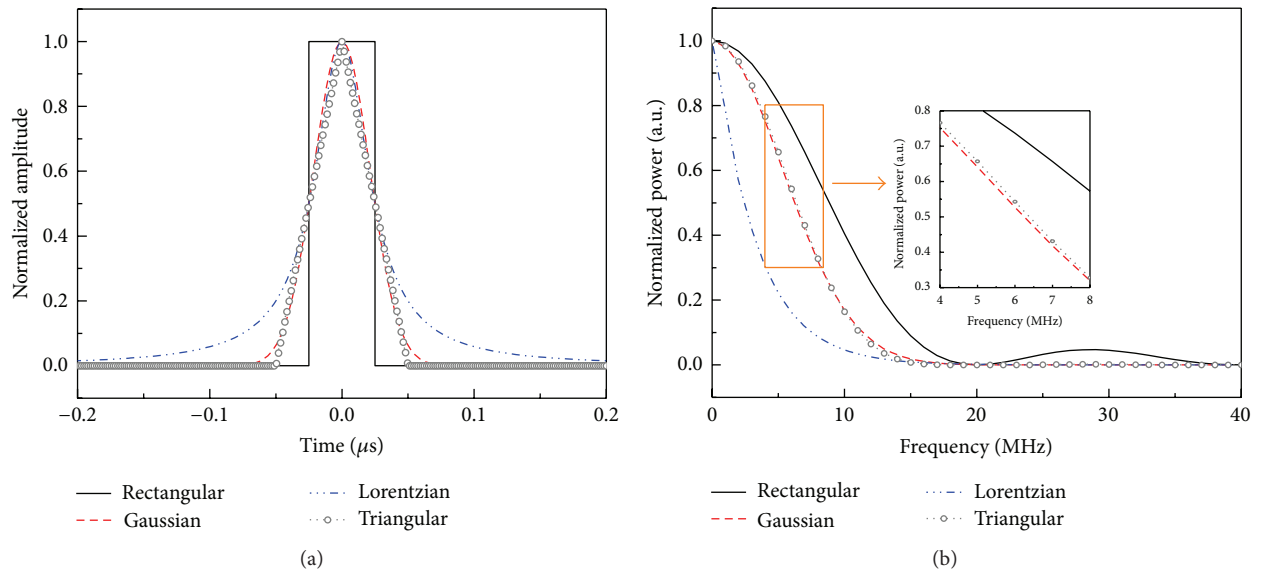 Normalized amplitude
1.0
0.8
0.6
0.4
0.2
0.0
−0.2
−0.1
0.0
0.1
0.2
Time (μs)
Rectangular
Gaussian
Lorentzian
Triangular
(a)
Normalized power (a.u.)
1.0
0.8
0.6
0.4
0.2
0.0
0
10
20
30
40
Frequency (MHz)
Normalized power (a.u.)
0.8
0.7
0.6
0.5
0.4
0.3
4
5
6
7
8
Frequency (MHz)
Rectangular
Gaussian
Lorentzian
Triangular
(b)